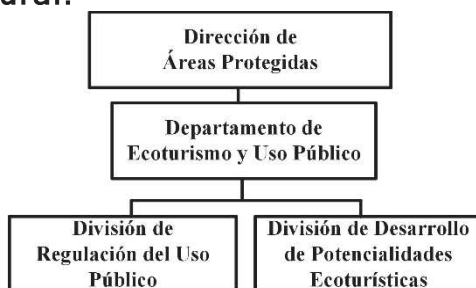 Dirección de
Áreas Protegidas
Departamento de
Ecoturismo y Uso Público
División de
Regulación del Uso
Público
División de Desarrollo
de Potencialidades
Ecoturísticas